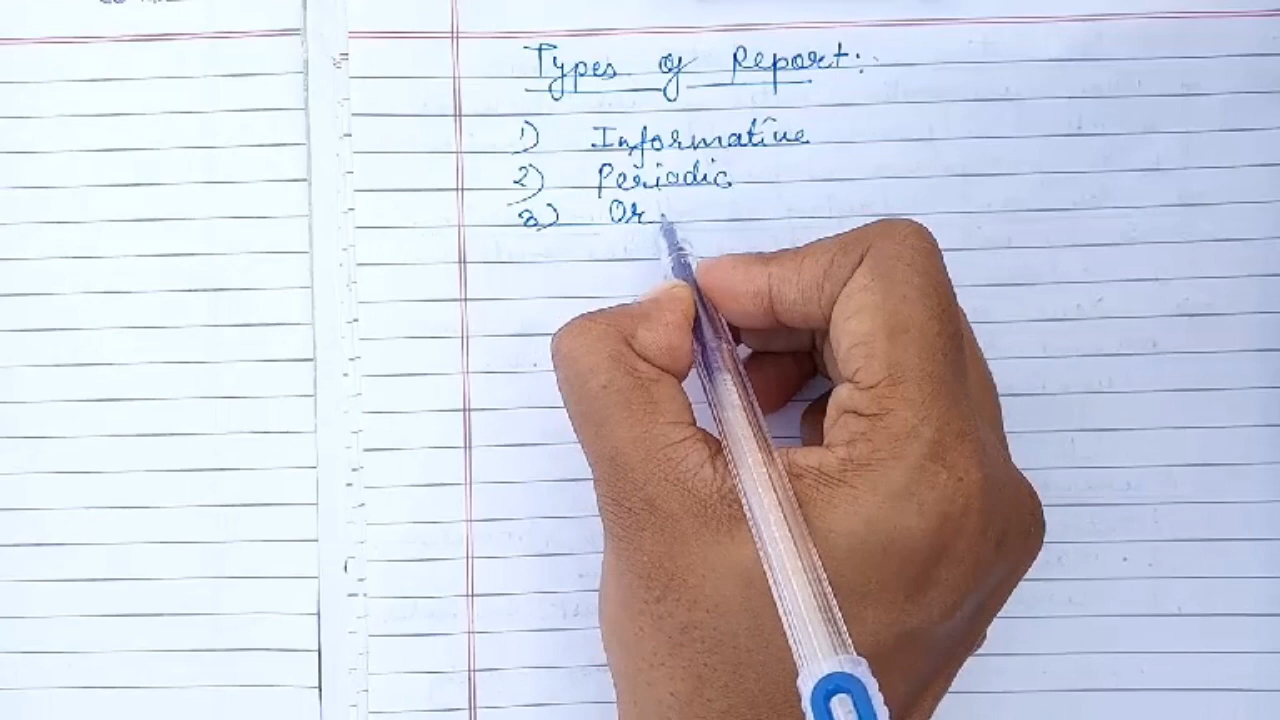 Types of Report:
1) Informative
2) Periodic
3) Or